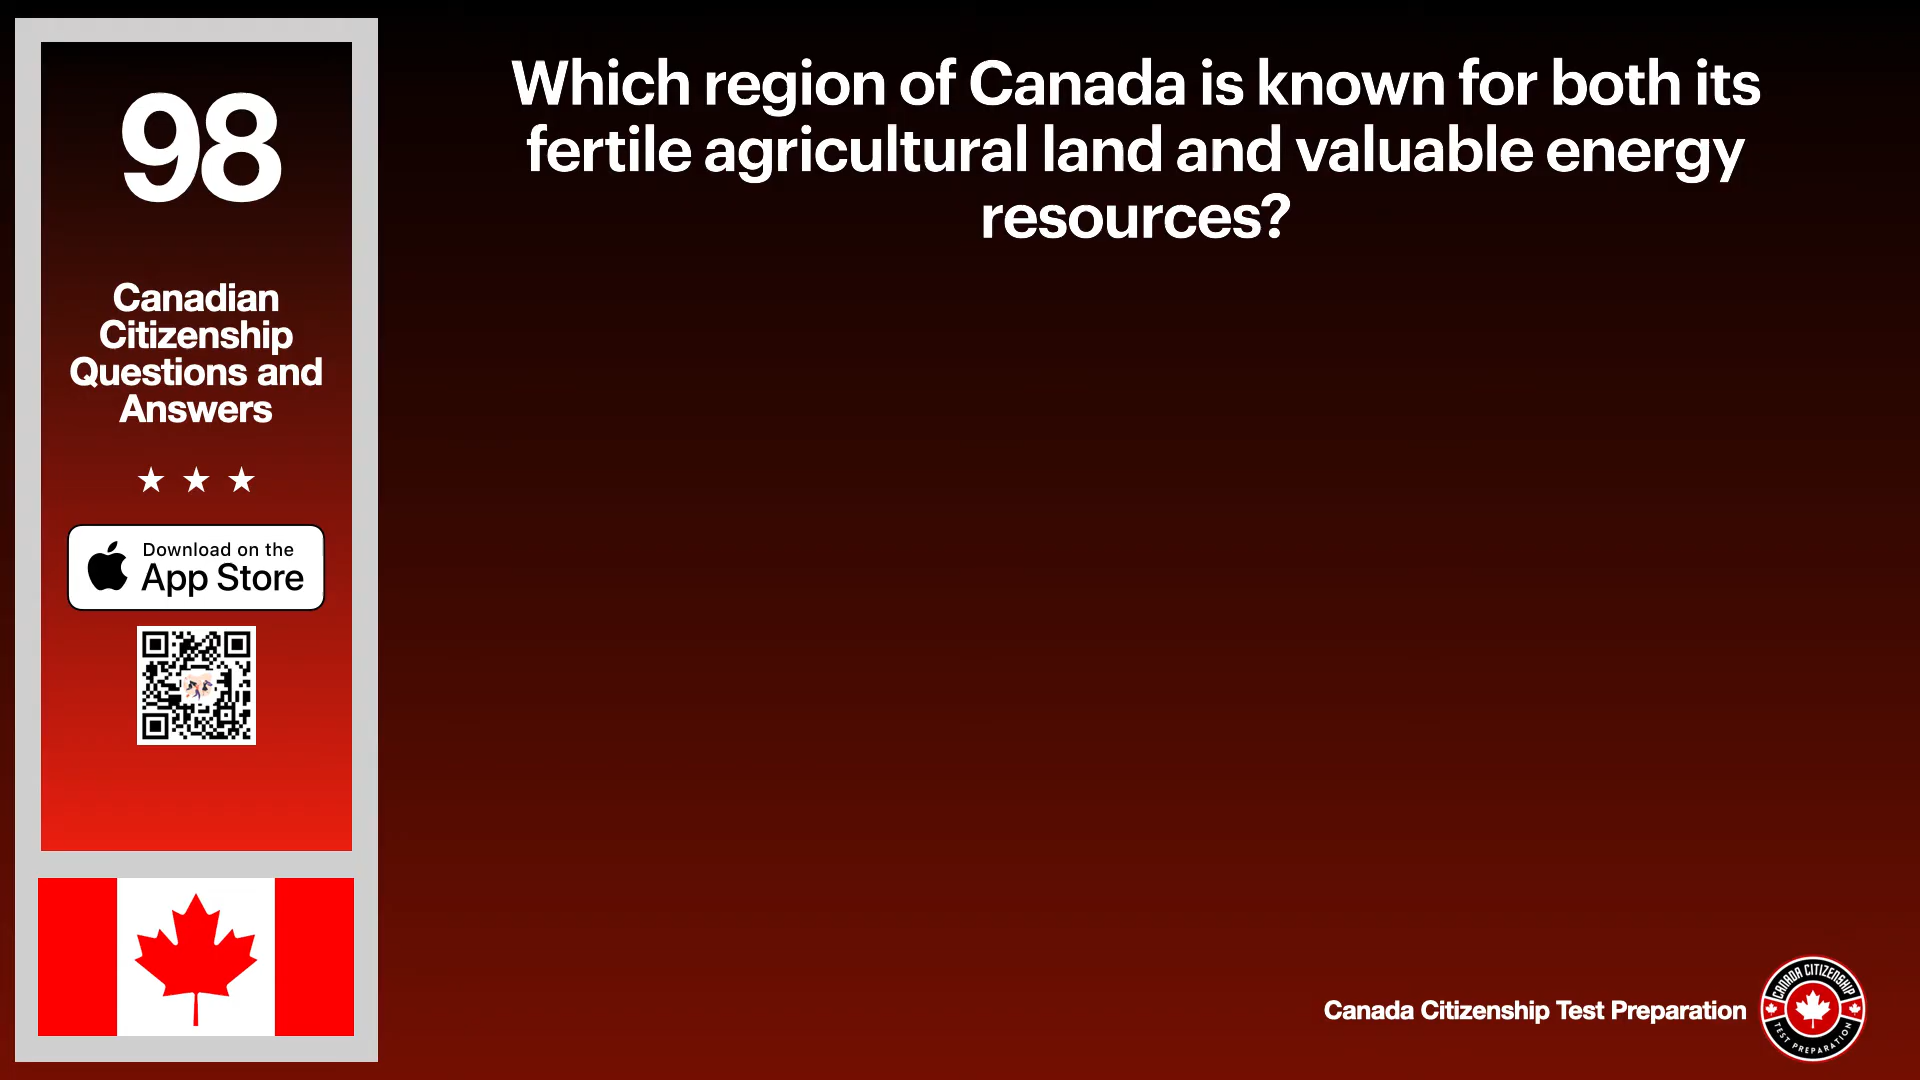 98
Canadian
Citizenship
Questions and
Answers
Download on the
App Store
Which region of Canada is known for both its
fertile agricultural land and valuable energy
resources?
Canada Citizenship Test Preparation
CANADA CITIZENSHIP
TEST PREPARATION